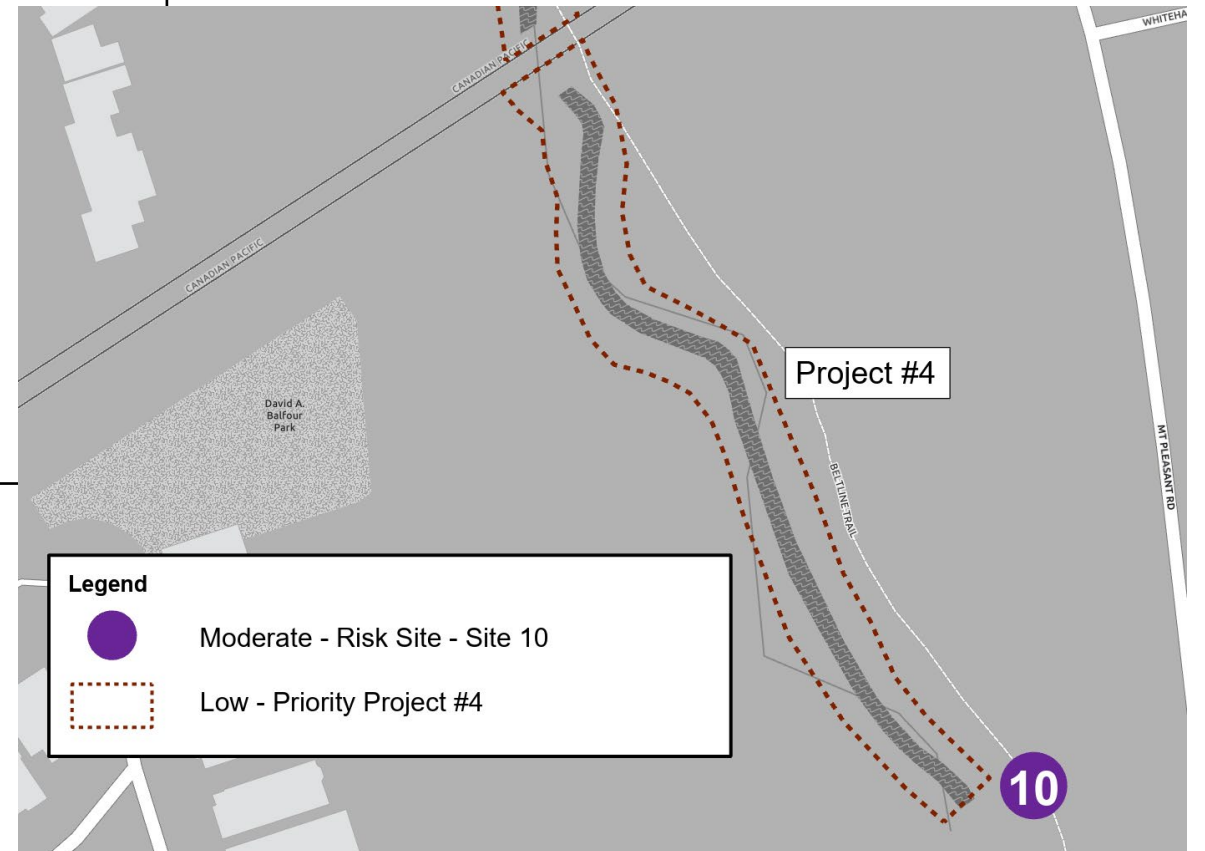 WHITEHA
CANADIAN PACIFIC
CANADIAN PACIFIC
David A.
Balfour
Park
Project #4
MT PLEASANT RD
BELTLINE TRAIL
Legend
Moderate - Risk Site - Site 10
Low - Priority Project #4
10